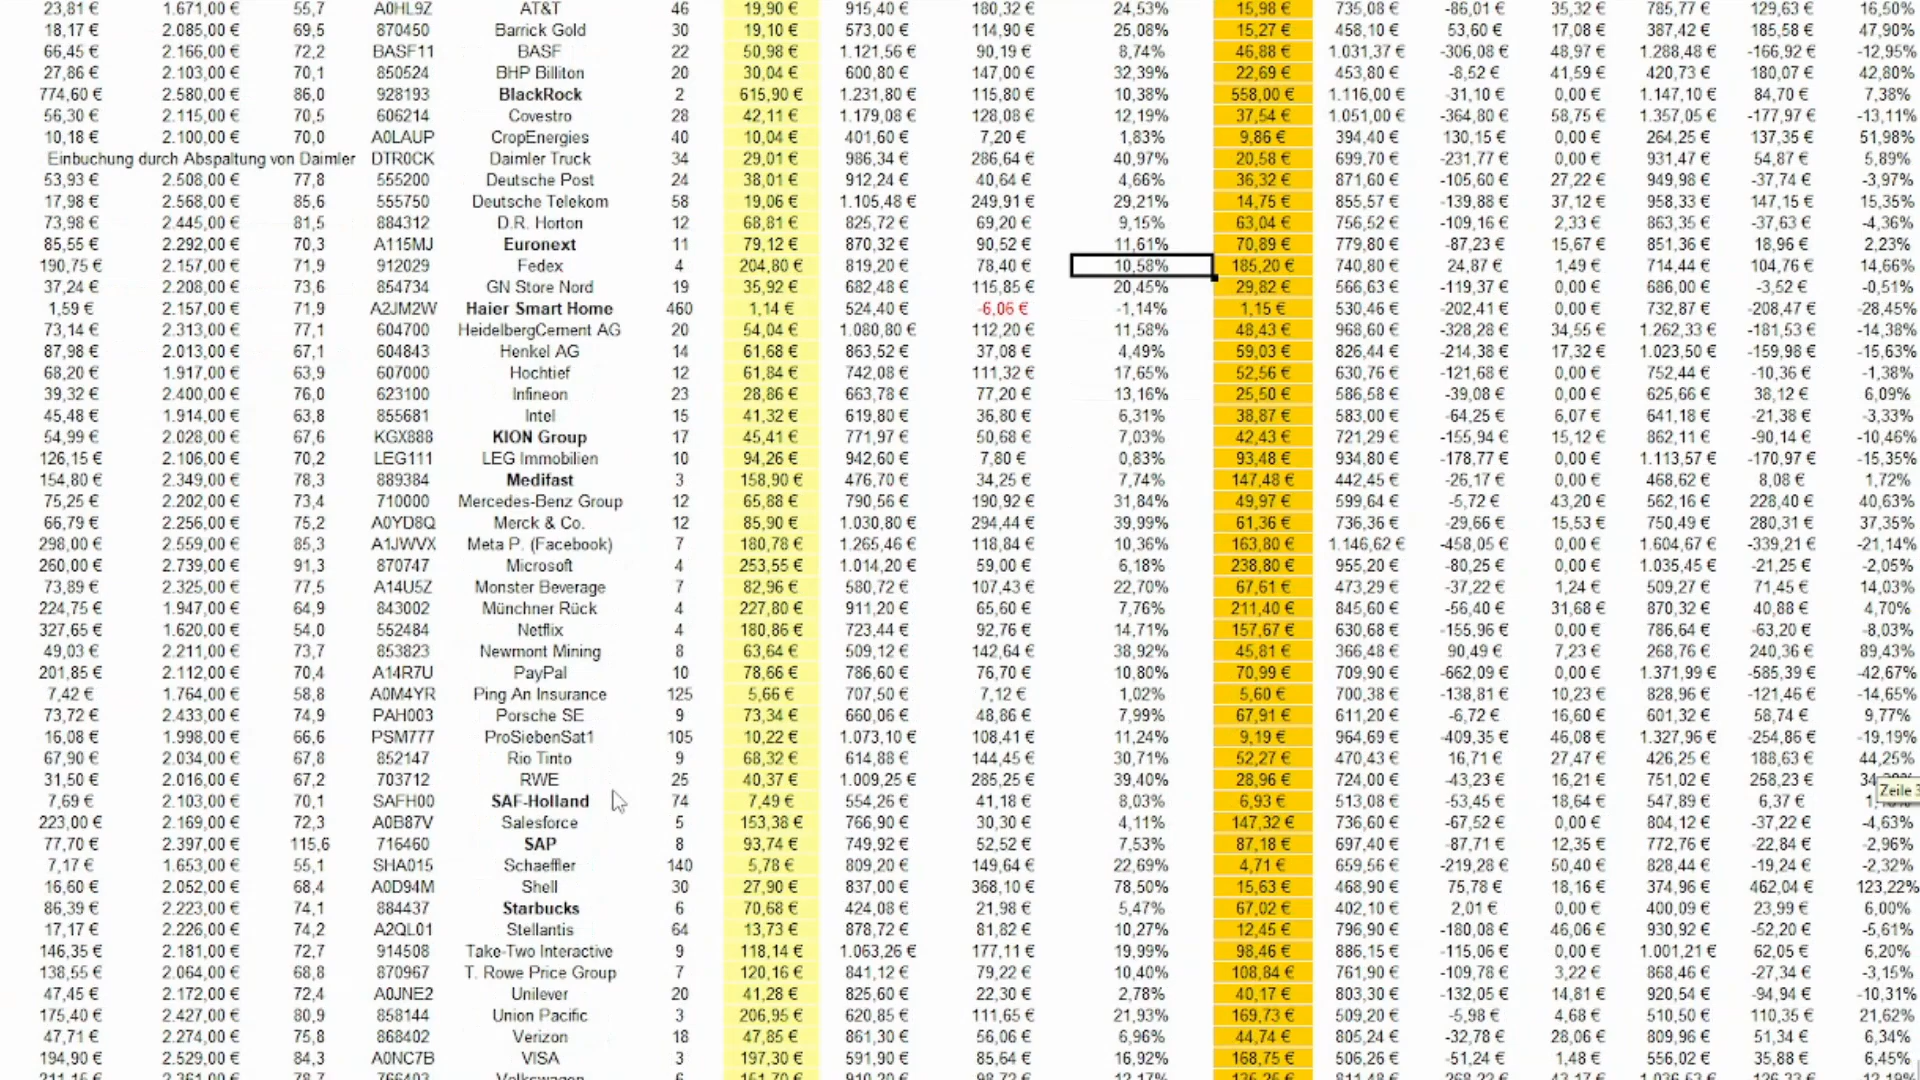 23,81 € 1.671,00 € 55,7 A0HL9Z AT&T 46 19,90 € 915,40 € 180,32 € 24,53% 15,98 € 735,08 € -86,01 € 35,32 € 785,77 € 129,63 € 16,50%
18,17 € 2.085,00 € 69,5 870450 Barrick Gold 30 19,10 € 573,00 € 114,90 € 25,08% 15,27 € 458,10 € 53,60 € 17,08 € 387,42 € 185,58 € 47,90%
66,45 € 2.166,00 € 72,2 BASF11 BASF 22 50,98 € 1.121,56 € 90,19 € 8,74% 46,88 € 1.031,37 € -306,08 € 48,97 € 1.288,48 € -166,92 € -12,95%
27,86 € 2.103,00 € 70,1 850524 BHP Billiton 20 30,04 € 600,80 € 147,00 € 32,39% 22,69 € 453,80 € -8,52 € 41,59 € 420,73 € 180,07 € 42,80%
774,60 € 2.580,00 € 86,0 928193 BlackRock 2 615,90 € 1.231,80 € 115,80 € 10,38% 558,00 € 1.116,00 € -31,10 € 0,00 € 1.147,10 € 84,70 € 7,38%
56,30 € 2.115,00 € 70,5 606214 Covestro 28 42,11 € 1.179,08 € 128,08 € 12,19% 37,54 € 1.051,00 € -364,80 € 58,75 € 1.357,05 € -177,97 € -13,11%
10,18 € 2.100,00 € 70,0 A0LAUP CropEnergies 40 10,04 € 401,60 € 7,20 € 1,83% 9,86 € 394,40 € 130,15 € 0,00 € 264,25 € 137,35 € 51,98%
Einbuchung durch Abspaltung von Daimler DTR0CK Daimler Truck 34 29,01 € 986,34 € 286,64 € 40,97% 20,58 € 699,70 € -231,77 € 0,00 € 931,47 € 54,87 € 5,89%
53,93 € 2.508,00 € 77,8 555200 Deutsche Post 24 38,01 € 912,24 € 40,64 € 4,66% 36,32 € 871,60 € -105,60 € 27,22 € 949,98 € -37,74 € -3,97%
17,98 € 2.568,00 € 85,6 555750 Deutsche Telekom 58 19,06 € 1.105,48 € 249,91 € 29,21% 14,75 € 855,57 € -139,88 € 37,12 € 958,33 € 147,15 € 15,35%
73,98 € 2.445,00 € 81,5 884312 D.R. Horton 12 68,81 € 825,72 € 69,20 € 9,15% 63,04 € 756,52 € -109,16 € 2,33 € 863,35 € -37,63 € -4,36%
85,55 € 2.292,00 € 70,3 A115MJ Euronext 11 79,12 € 870,32 € 90,52 € 11,61% 70,89 € 779,80 € -87,23 € 15,67 € 851,36 € 18,96 € 2,23%
190,75 € 2.157,00 € 71,9 912029 Fedex 4 204,80 € 819,20 € 78,40 € 10,58% 185,20 € 740,80 € 24,87 € 1,49 € 714,44 € 104,76 € 14,66%
37,24 € 2.208,00 € 73,6 854734 GN Store Nord 19 35,92 € 682,48 € 115,85 € 20,45% 29,82 € 566,63 € -119,37 € 0,00 € 686,00 € -3,52 € -0,51%
1,59 € 2.157,00 € 71,9 A2JM2W Haier Smart Home 460 1,14 € 524,40 € -6,06 € -1,14% 1,15 € 530,46 € -202,41 € 0,00 € 732,87 € -208,47 € -28,45%
73,14 € 2.313,00 € 77,1 604700 HeidelbergCement AG 20 54,04 € 1.080,80 € 112,20 € 11,58% 48,43 € 968,60 € -328,28 € 34,55 € 1.262,33 € -181,53 € -14,38%
87,98 € 2.013,00 € 67,1 604843 Henkel AG 14 61,68 € 863,52 € 37,08 € 4,49% 59,03 € 826,44 € -214,38 € 17,32 € 1.023,50 € -159,98 € -15,63%
68,20 € 1.917,00 € 63,9 607000 Hochtief 12 61,84 € 742,08 € 111,32 € 17,65% 52,56 € 630,76 € -121,68 € 0,00 € 752,44 € -10,36 € -1,38%
39,32 € 2.400,00 € 76,0 623100 Infineon 23 28,86 € 663,78 € 77,20 € 13,16% 25,50 € 586,58 € -39,08 € 0,00 € 625,66 € 38,12 € 6,09%
45,48 € 1.914,00 € 63,8 855681 Intel 15 41,32 € 619,80 € 36,80 € 6,31% 38,87 € 583,00 € -64,25 € 6,07 € 641,18 € -21,38 € -3,33%
54,99 € 2.028,00 € 67,6 KGX888 KION Group 17 45,41 € 771,97 € 50,68 € 7,03% 42,43 € 721,29 € -155,94 € 15,12 € 862,11 € -90,14 € -10,46%
126,15 € 2.106,00 € 70,2 LEG111 LEG Immobilien 10 94,26 € 942,60 € 7,80 € 0,83% 93,48 € 934,80 € -178,77 € 0,00 € 1.113,57 € -170,97 € -15,35%
154,80 € 2.349,00 € 78,3 889384 Medifast 3 158,90 € 476,70 € 34,25 € 7,74% 147,48 € 442,45 € -26,17 € 0,00 € 468,62 € 8,08 € 1,72%
75,25 € 2.202,00 € 73,4 710000 Mercedes-Benz Group 12 65,88 € 790,56 € 190,92 € 31,84% 49,97 € 599,64 € -5,72 € 43,20 € 562,16 € 228,40 € 40,63%
66,79 € 2.256,00 € 75,2 A0YD8Q Merck & Co. 12 85,90 € 1.030,80 € 294,44 € 39,99% 61,36 € 736,36 € -29,66 € 15,53 € 750,49 € 280,31 € 37,35%
298,00 € 2.559,00 € 85,3 A1JWVX Meta P. (Facebook) 7 180,78 € 1.265,46 € 118,84 € 10,36% 163,80 € 1.146,62 € -458,05 € 0,00 € 1.604,67 € -339,21 € -21,14%
260,00 € 2.739,00 € 91,3 870747 Microsoft 4 253,55 € 1.014,20 € 59,00 € 6,18% 238,80 € 955,20 € -80,25 € 0,00 € 1.035,45 € -21,25 € -2,05%
73,89 € 2.325,00 € 77,5 A14U5Z Monster Beverage 7 82,96 € 580,72 € 107,43 € 22,70% 67,61 € 473,29 € -37,22 € 1,24 € 509,27 € 71,45 € 14,03%
224,75 € 1.947,00 € 64,9 843002 Münchner Rück 4 227,80 € 911,20 € 65,60 € 7,76% 211,40 € 845,60 € -56,40 € 31,68 € 870,32 € 40,88 € 4,70%
327,65 € 1.620,00 € 54,0 552484 Netflix 4 180,86 € 723,44 € 92,76 € 14,71% 157,67 € 630,68 € -155,96 € 0,00 € 786,64 € -63,20 € -8,03%
49,03 € 2.211,00 € 73,7 853823 Newmont Mining 8 63,64 € 509,12 € 142,64 € 38,92% 45,81 € 366,48 € 90,49 € 7,23 € 268,76 € 240,36 € 89,43%
201,85 € 2.112,00 € 70,4 A14R7U PayPal 10 78,66 € 786,60 € 76,70 € 10,80% 70,99 € 709,90 € -662,09 € 0,00 € 1.371,99 € -585,39 € -42,67%
7,42 € 1.764,00 € 58,8 A0M4YR Ping An Insurance 125 5,66 € 707,50 € 7,12 € 1,02% 5,60 € 700,38 € -138,81 € 10,23 € 828,96 € -121,46 € -14,65%
73,72 € 2.433,00 € 74,9 PAH003 Porsche SE 9 73,34 € 660,06 € 48,86 € 7,99% 67,91 € 611,20 € -6,72 € 16,60 € 601,32 € 58,74 € 9,77%
16,08 € 1.998,00 € 66,6 PSM777 ProSiebenSat1 105 10,22 € 1.073,10 € 108,41 € 11,24% 9,19 € 964,69 € -409,35 € 46,08 € 1.327,96 € -254,86 € -19,19%
67,90 € 2.034,00 € 67,8 852147 Rio Tinto 9 68,32 € 614,88 € 144,45 € 30,71% 52,27 € 470,43 € 16,71 € 27,47 € 426,25 € 188,63 € 44,25%
31,50 € 2.016,00 € 67,2 703712 RWE 25 40,37 € 1.009,25 € 285,25 € 39,40% 28,96 € 724,00 € -43,23 € 16,21 € 751,02 € 258,23 €
7,69 € 2.103,00 € 70,1 SAFH00 SAF-Holland 74 7,49 € 554,26 € 41,18 € 8,03% 6,93 € 513,08 € -53,45 € 18,64 € 547,89 € 6,37 € Zeile 3
223,00 € 2.169,00 € 72,3 A0B87V Salesforce 5 153,38 € 766,90 € 30,30 € 4,11% 147,32 € 736,60 € -67,52 € 0,00 € 804,12 € -37,22 € -4,63%
77,70 € 2.397,00 € 115,6 716460 SAP 8 93,74 € 749,92 € 52,52 € 7,53% 87,18 € 697,40 € -87,71 € 12,35 € 772,76 € -22,84 € -2,96%
7,17 € 1.653,00 € 55,1 SHA015 Schaeffler 140 5,78 € 809,20 € 149,64 € 22,69% 4,71 € 659,56 € -219,28 € 50,40 € 828,44 € -19,24 € -2,32%
16,60 € 2.052,00 € 68,4 A0D94M Shell 30 27,90 € 837,00 € 368,10 € 78,50% 15,63 € 468,90 € 75,78 € 18,16 € 374,96 € 462,04 € 123,22%
86,39 € 2.223,00 € 74,1 884437 Starbucks 6 70,68 € 424,08 € 21,98 € 5,47% 67,02 € 402,10 € 2,01 € 0,00 € 400,09 € 23,99 € 6,00%
17,17 € 2.226,00 € 74,2 A2QL01 Stellantis 64 13,73 € 878,72 € 81,82 € 10,27% 12,45 € 796,90 € -180,08 € 46,06 € 930,92 € -52,20 € -5,61%
146,35 € 2.181,00 € 72,7 914508 Take-Two Interactive 9 118,14 € 1.063,26 € 177,11 € 19,99% 98,46 € 886,15 € -115,06 € 0,00 € 1.001,21 € 62,05 € 6,20%
138,55 € 2.064,00 € 68,8 870967 T. Rowe Price Group 7 120,16 € 841,12 € 79,22 € 10,40% 108,84 € 761,90 € -109,78 € 3,22 € 868,46 € -27,34 € -3,15%
47,45 € 2.172,00 € 72,4 A0JNE2 Unilever 20 41,28 € 825,60 € 22,30 € 2,78% 40,17 € 803,30 € -132,05 € 14,81 € 920,54 € -94,94 € -10,31%
175,40 € 2.427,00 € 80,9 858144 Union Pacific 3 206,95 € 620,85 € 111,65 € 21,93% 169,73 € 509,20 € -5,98 € 4,68 € 510,50 € 110,35 € 21,62%
47,71 € 2.274,00 € 75,8 868402 Verizon 18 47,85 € 861,30 € 56,06 € 6,96% 44,74 € 805,24 € -32,78 € 28,06 € 809,96 € 51,34 € 6,34%
194,90 € 2.529,00 € 84,3 A0NC7B VISA 3 197,30 € 591,90 € 85,64 € 16,92% 168,75 € 506,26 € -51,24 € 1,48 € 556,02 € 35,88 € 6,45%